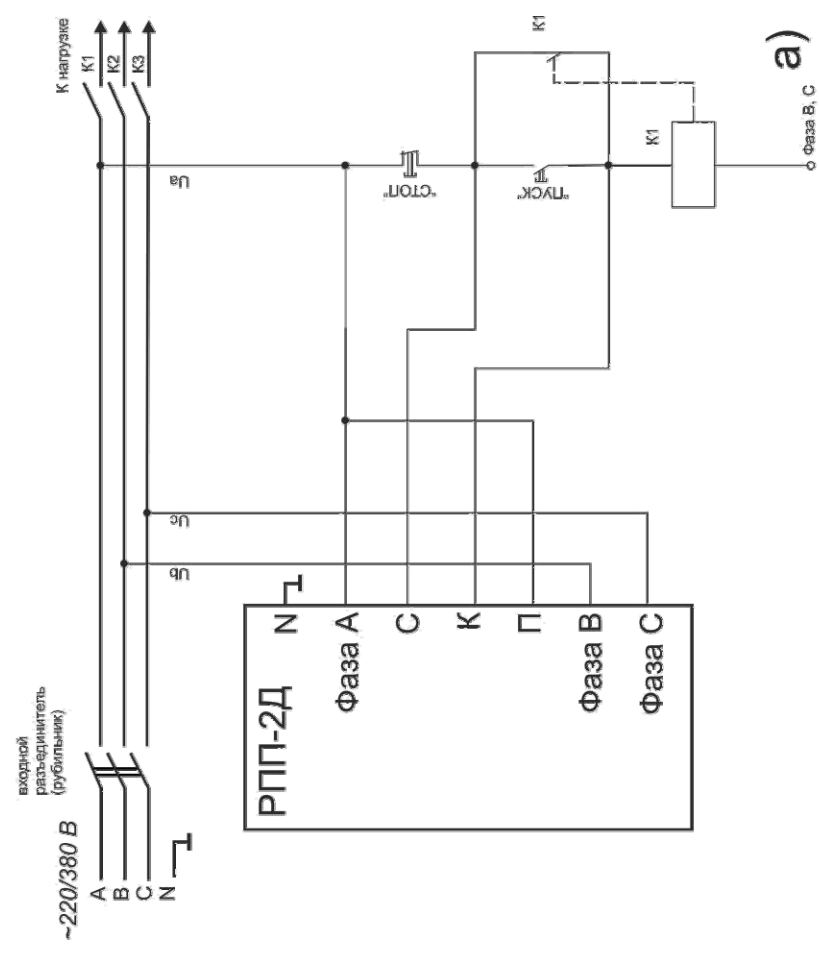 ~220/380 В
A
B
C
N
входной
разъединитель
(рубильник)
Ub
Uc
Ua
К нагрузке
К1
К2
К3
РПП-2Д
N
Фаза А
С
К
П
Фаза В
Фаза С
"СТОП"
"ПУСК"
К1
К1
Фаза В, С
а)